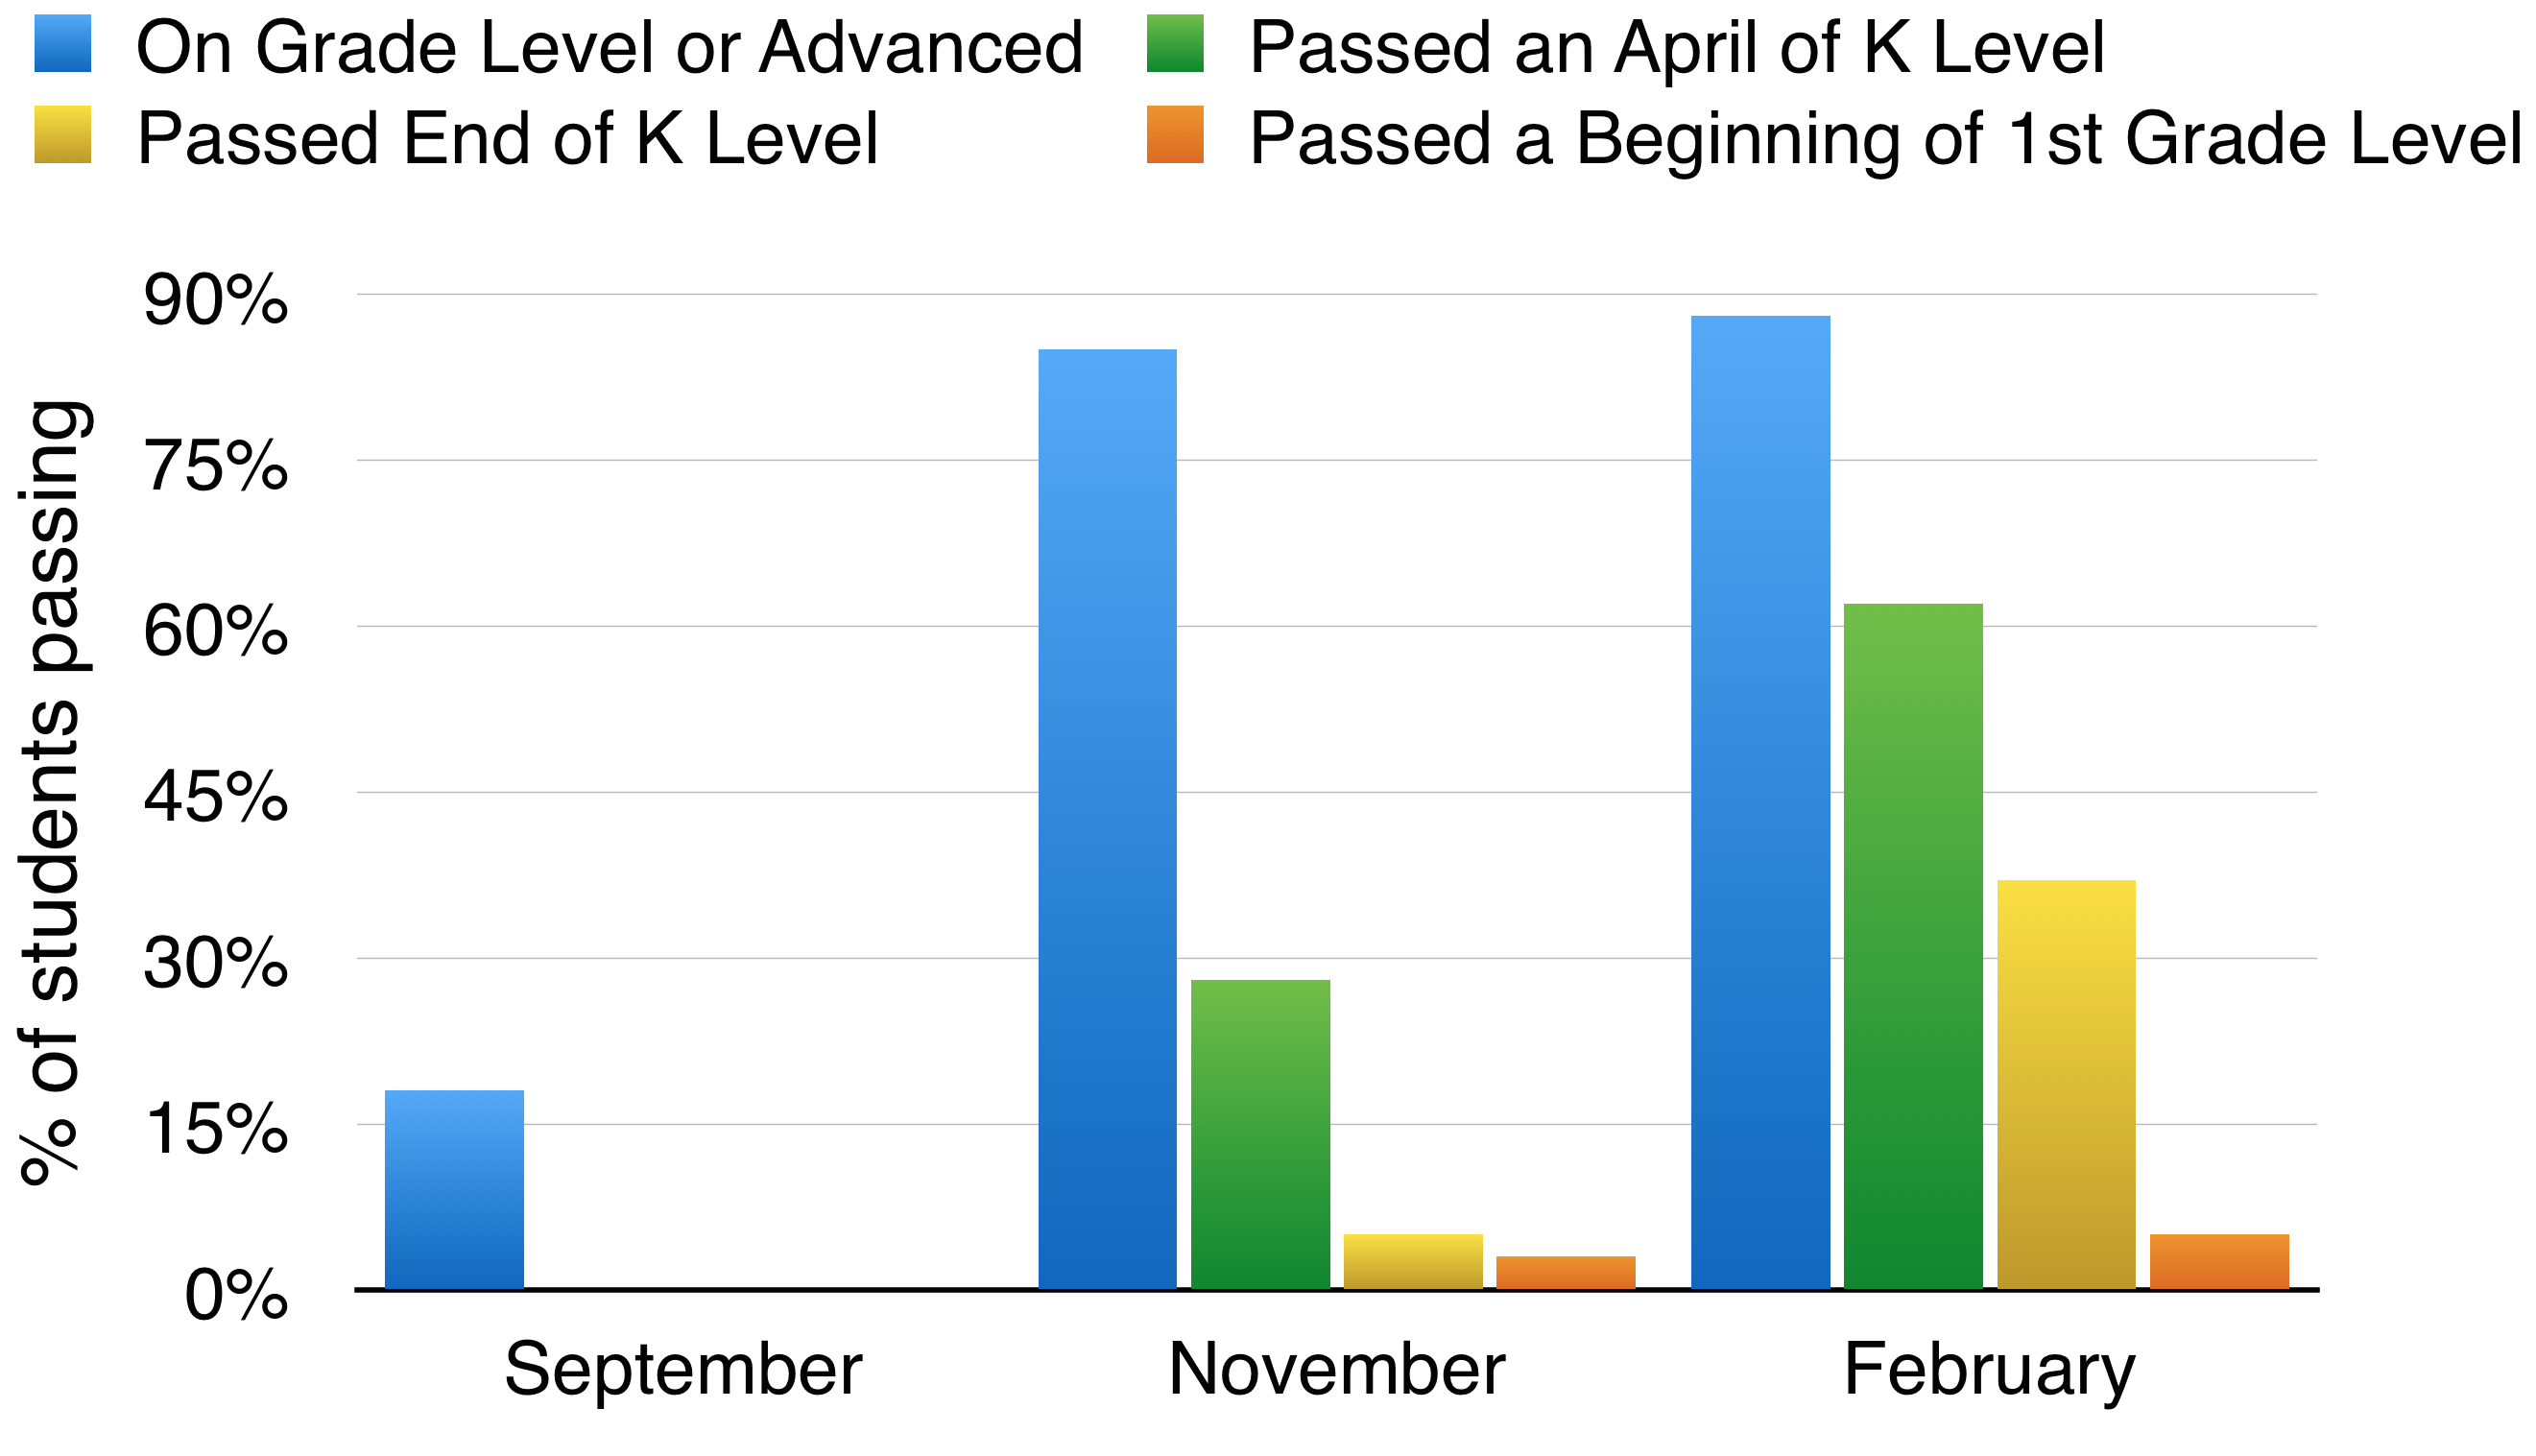 On Grade Level or Advanced
Passed an April of K Level
Passed End of K Level
Passed a Beginning of 1st Grade Level
% of students passing
90%
75%
60%
45%
30%
15%
0%
September
November
February